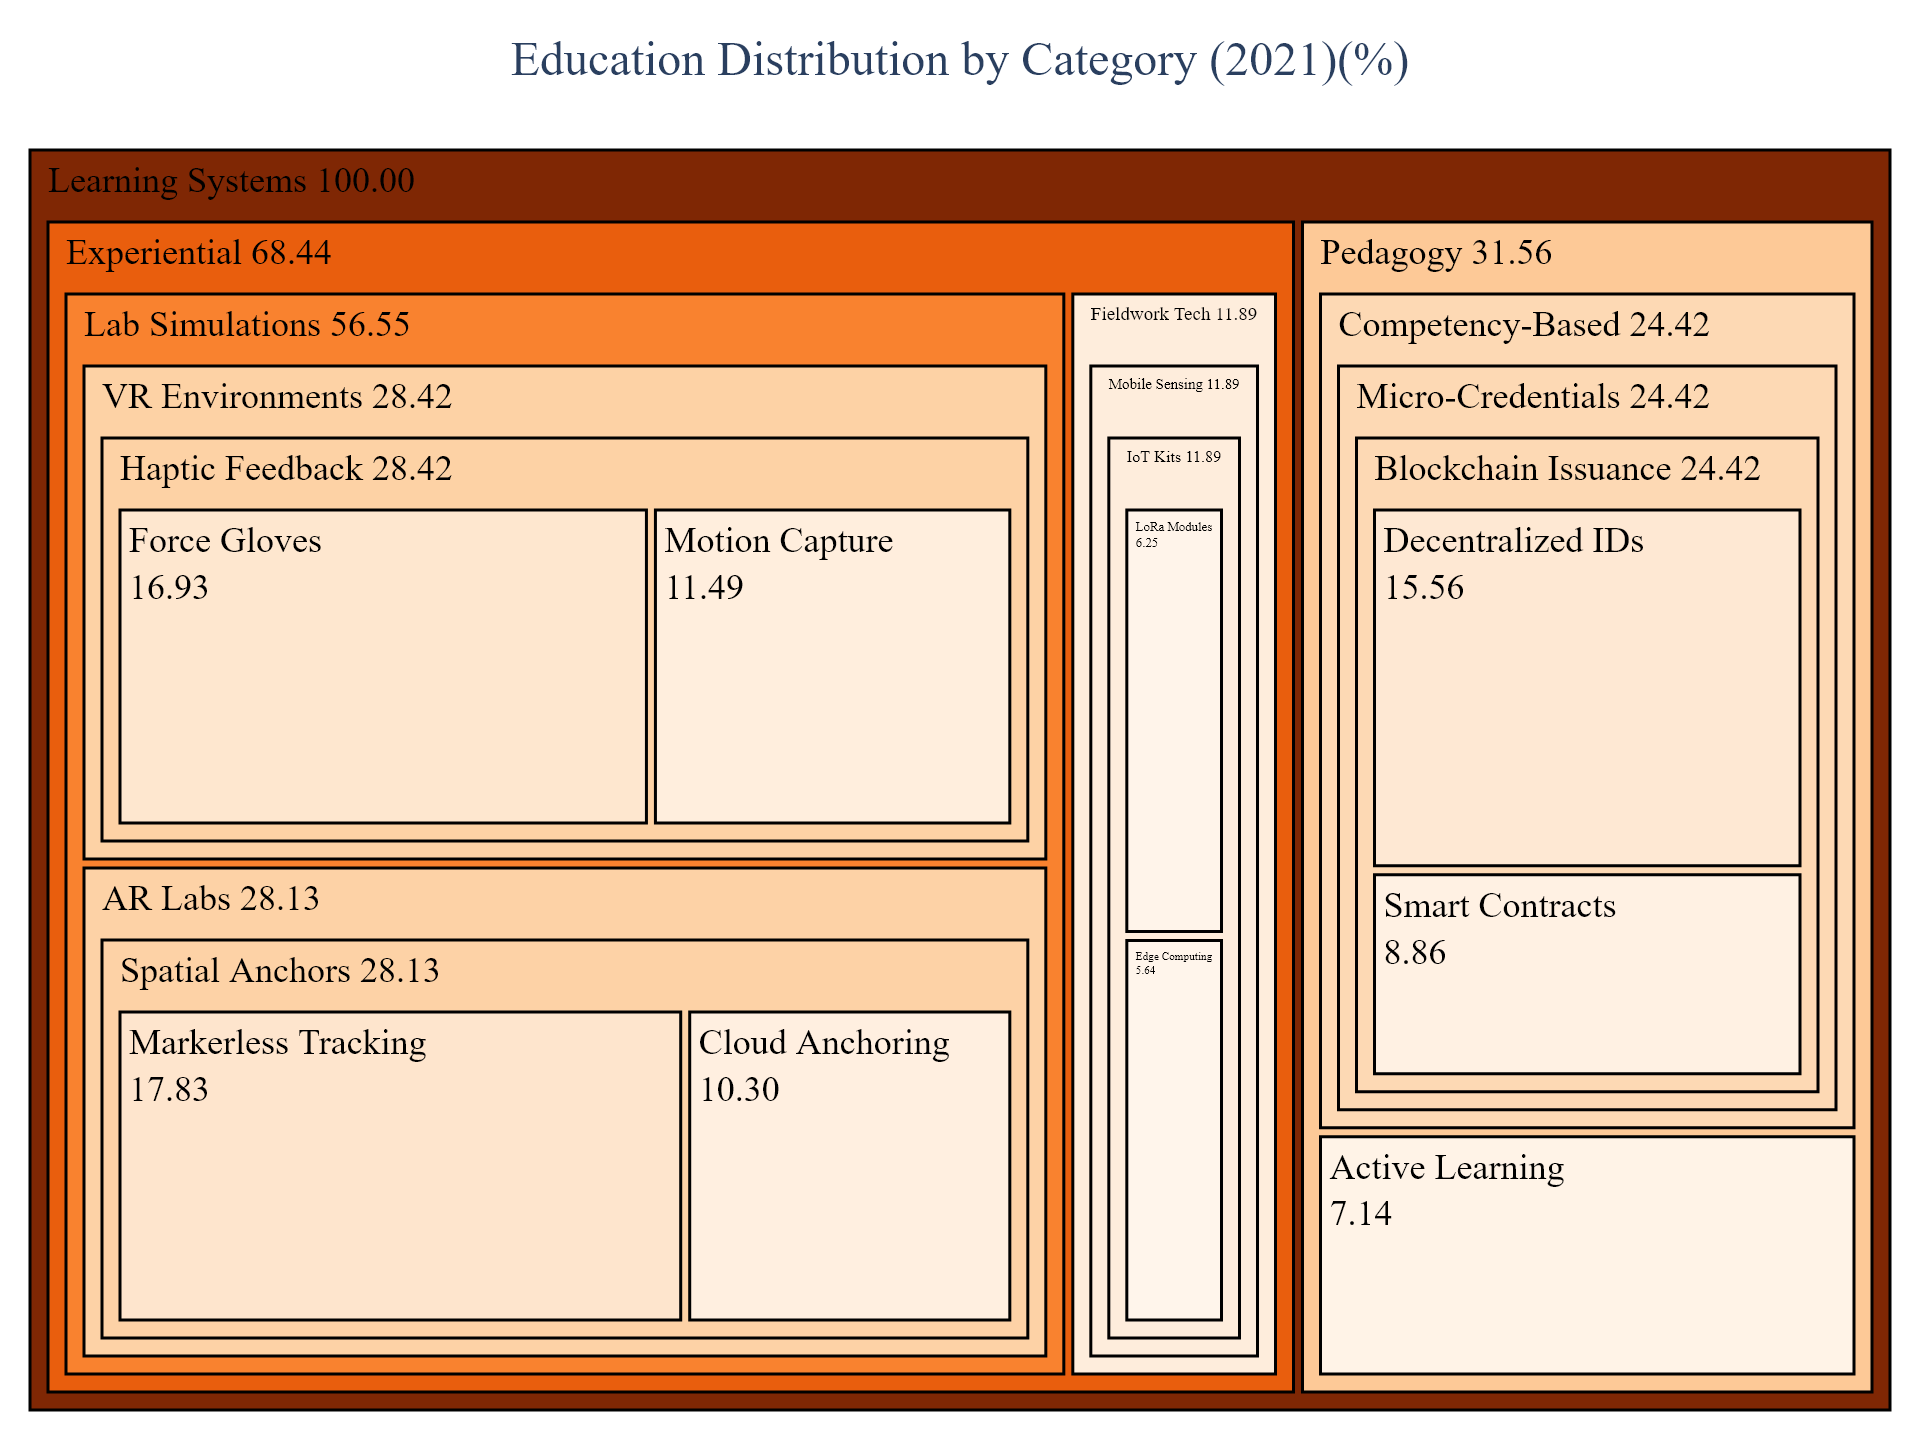 Education Distribution by Category (2021)(%)
Learning Systems 100.00
Experiential 68.44
Lab Simulations 56.55
VR Environments 28.42
Haptic Feedback 28.42
Force Gloves
16.93
Motion Capture
11.49
AR Labs 28.13
Spatial Anchors 28.13
Markerless Tracking
17.83
Cloud Anchoring
10.30
Fieldwork Tech 11.89
Mobile Sensing 11.89
IoT Kits 11.89
LoRa Modules
6.25
Edge Computing
5.64
Pedagogy 31.56
Competency-Based 24.42
Micro-Credentials 24.42
Blockchain Issuance 24.42
Decentralized IDs
15.56
Smart Contracts
8.86
Active Learning
7.14